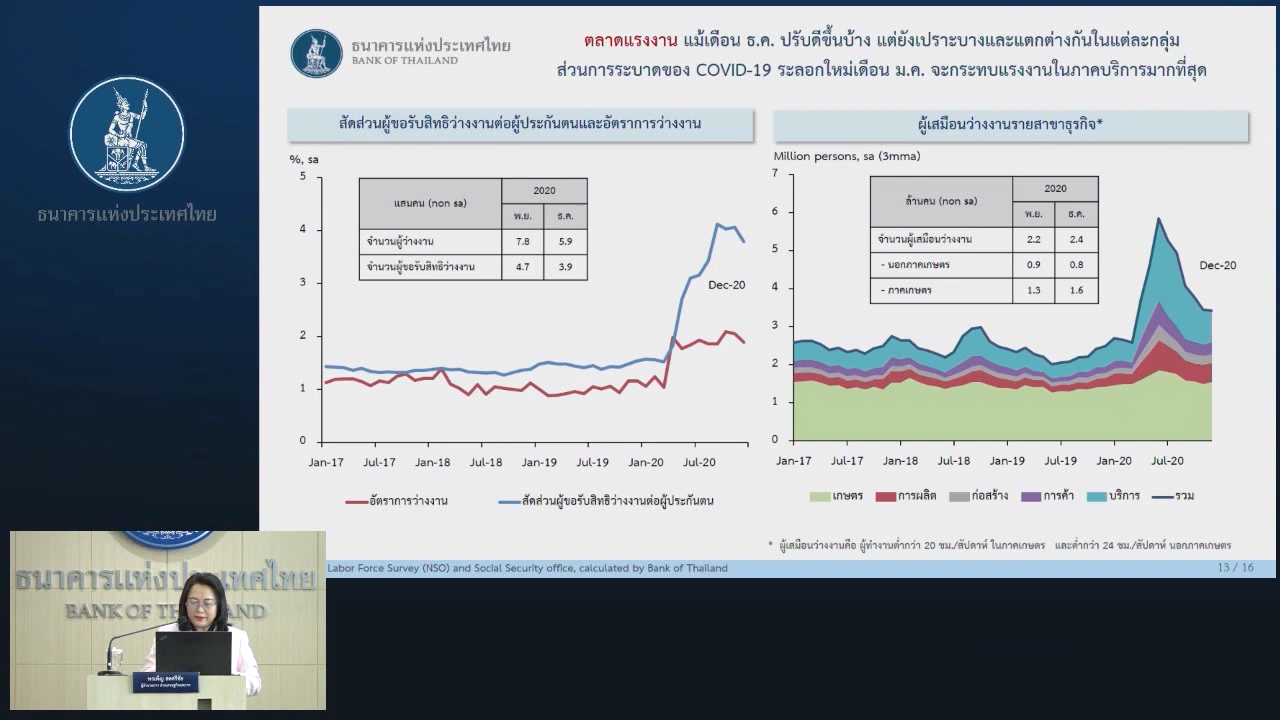 ธนาคารแห่งประเทศไทย
ธนาคารแห่งประเทศไทย
BANK OF THAILAND
ตลาดแรงงาน แม้เดือน ธ.ค. ปรับดีขึ้นบ้าง แต่ยังเปราะบางและแตกต่างกันในแต่ละกลุ่ม
ส่วนการระบาดของ COVID-19 ระลอกใหม่เดือน ม.ค. จะกระทบแรงงานในภาคบริการมากที่สุด
สัดส่วนผู้ขอรับสิทธิว่างงานต่อผู้ประกันตนและอัตราการว่างงาน
%, sa
5
4
3
2
1
0
แสนคน (non sa)
2020
พ.ย. ธ.ค.
จำนวนผู้ว่างงาน 7.8 5.9
จำนวนผู้ขอรับสิทธิว่างงาน 4.7 3.9
Dec-20
Jan-17 Jul-17 Jan-18 Jul-18 Jan-19 Jul-19 Jan-20 Jul-20
อัตราการว่างงาน สัดส่วนผู้ขอรับสิทธิว่างงานต่อผู้ประกันตน
ผู้เสมือนว่างงานรายสาขาธุรกิจ*
Million persons, sa (3mma)
7
6
5
4
3
2
1
0
ล้านคน (non sa)
2020
พ.ย. ธ.ค.
จำนวนผู้เสมือนว่างงาน 2.2 2.4
- นอกภาคเกษตร 0.9 0.8
- ภาคเกษตร 1.3 1.6
Dec-20
Jan-17 Jul-17 Jan-18 Jul-18 Jan-19 Jul-19 Jan-20 Jul-20
เกษตร การผลิต ก่อสร้าง การค้า บริการ รวม
* ผู้เสมือนว่างงานคือ ผู้ทำงานต่ำกว่า 20 ชม./สัปดาห์ ในภาคเกษตร และต่ำกว่า 24 ชม./สัปดาห์ นอกภาคเกษตร
Labor Force Survey (NSO) and Social Security office, calculated by Bank of Thailand
13 / 16
ธนาคารแห่งประเทศไทย
BANK OF THAILAND